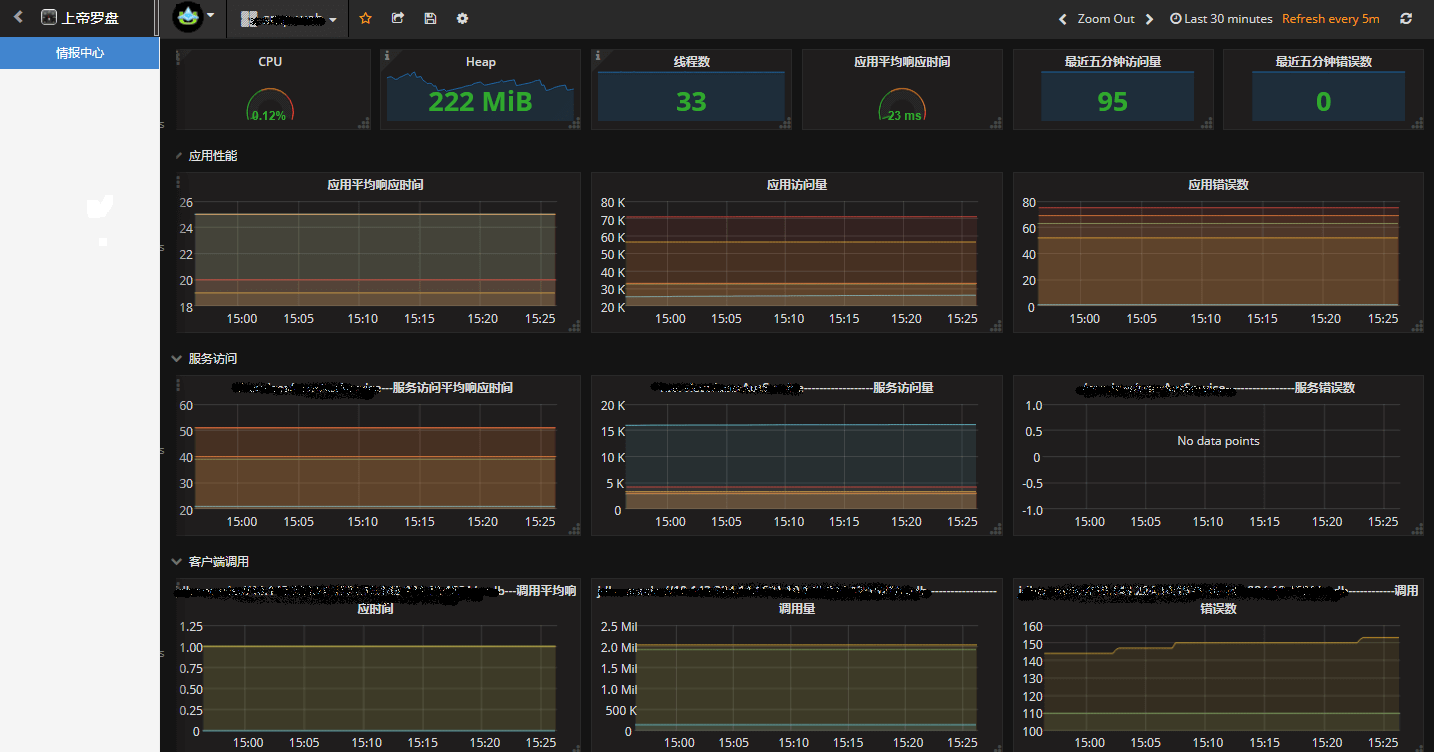 上帝罗盘
Zoom Out
Last 30 minutes
Refresh every 5m
情报中心
CPU
0.12%
Heap
222 MiB
线程数
33
应用平均响应时间
23 ms
最近五分钟访问量
95
最近五分钟错误数
0
应用性能
应用平均响应时间
26
24
22
20
18
15:00 15:05 15:10 15:15 15:20 15:25
应用访问量
80 K
70 K
60 K
50 K
40 K
30 K
20 K
15:00 15:05 15:10 15:15 15:20 15:25
应用错误数
80
60
40
20
0
15:00 15:05 15:10 15:15 15:20 15:25
服务访问
---服务访问平均响应时间
60
50
40
30
20
15:00 15:05 15:10 15:15 15:20 15:25
-----------------服务访问量
20 K
15 K
10 K
5 K
0
15:00 15:05 15:10 15:15 15:20 15:25
---------------服务错误数
1.0
0.5
0
-0.5
-1.0
No data points
15:00 15:05 15:10 15:15 15:20 15:25
客户端调用
---调用平均响
应时间
1.25
1.00
0.75
0.50
0.25
0
15:00 15:05 15:10 15:15 15:20 15:25
----------------
调用量
2.5 Mil
2.0 Mil
1.5 Mil
1.0 Mil
500 K
0
15:00 15:05 15:10 15:15 15:20 15:25
------------调用
错误数
160
150
140
130
120
110
100
15:00 15:05 15:10 15:15 15:20 15:25